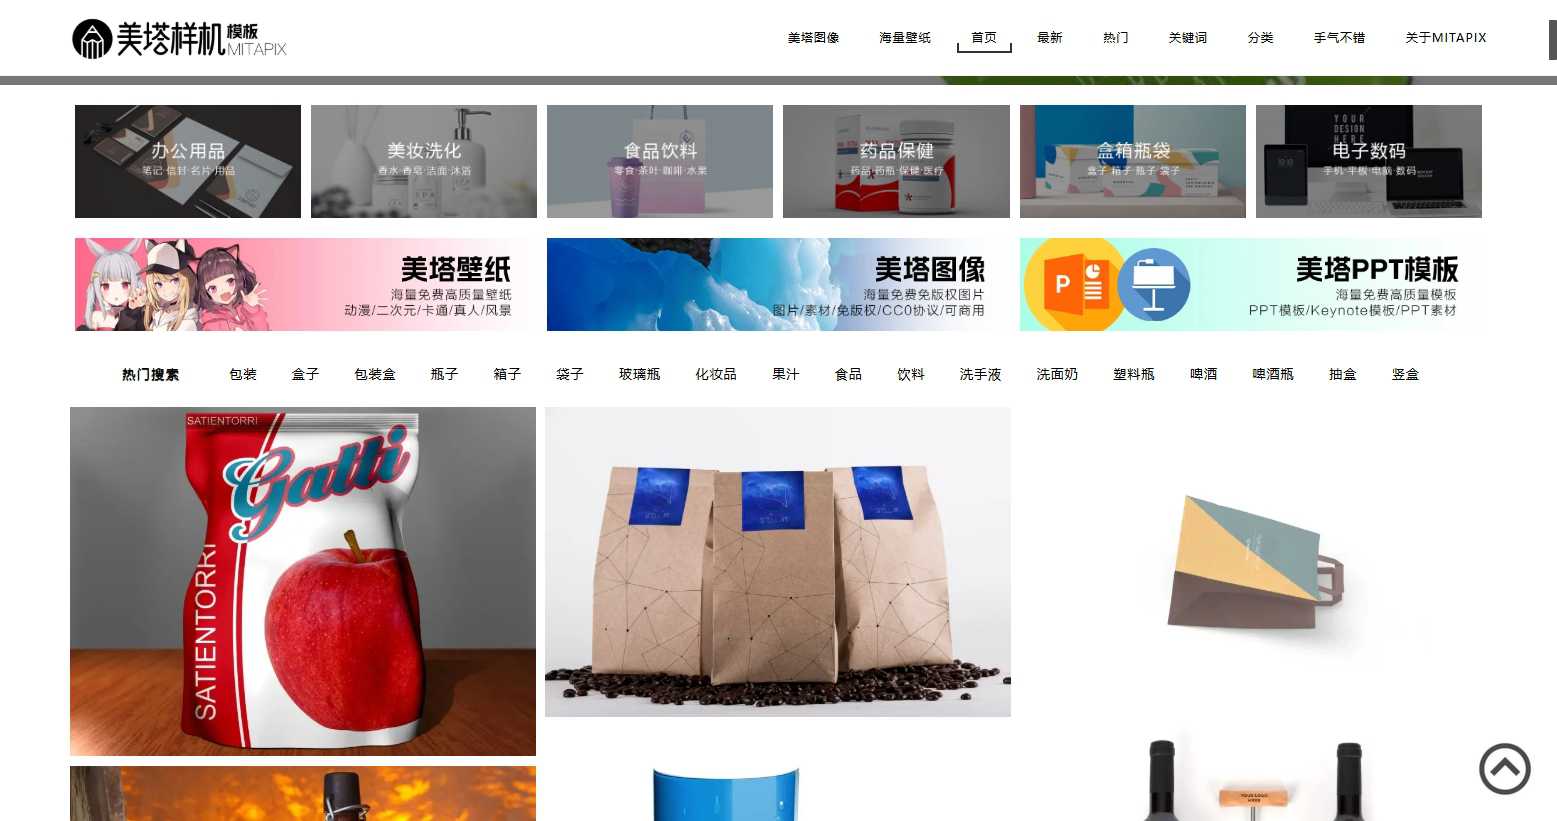 美塔样机模板
MITAPIX
美塔图像
海量壁纸
首页
最新
热门
关键词
分类
手气不错
关于MITAPIX
办公用品
笔记·信封·名片·用品
美妆洗化
香水·香皂·洁面·沐浴
食品饮料
零食·茶叶·咖啡·水果
药品保健
药品·药瓶·保健·医疗
盒箱瓶袋
盒子·箱子·瓶子·袋子
电子数码
手机·平板·电脑·数码
YOUR
DESIGN
HERE
美塔壁纸
海量免费高质量壁纸
动漫/二次元/卡通/真人/风景
美塔图像
海量免费免版权图片
图片/素材/免版权/CC0协议/可商用
P
美塔PPT模板
海量免费高质量模板
PPT模板/Keynote模板/PPT素材
热门搜索
包装
盒子
包装盒
瓶子
箱子
袋子
玻璃瓶
化妆品
果汁
食品
饮料
洗手液
洗面奶
塑料瓶
啤酒
啤酒瓶
抽盒
竖盒
SATIENTORRI
Gatti
SATIENTORRI
YOUR LOGO
HERE